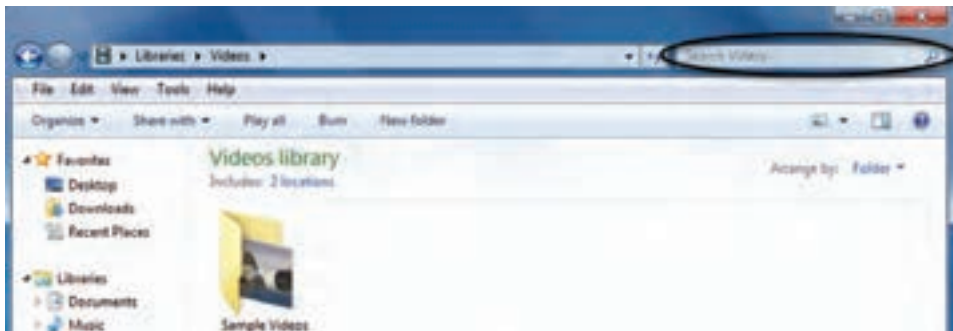 Libraries ▸ Videos ▸ Search Videos
File Edit View Tools Help
Organize Share with Play all Burn New folder
Favorites
Desktop
Downloads
Recent Places
Libraries
Documents
Music
Videos library
Includes: 2 locations
Arrange by: Folder
Sample Videos